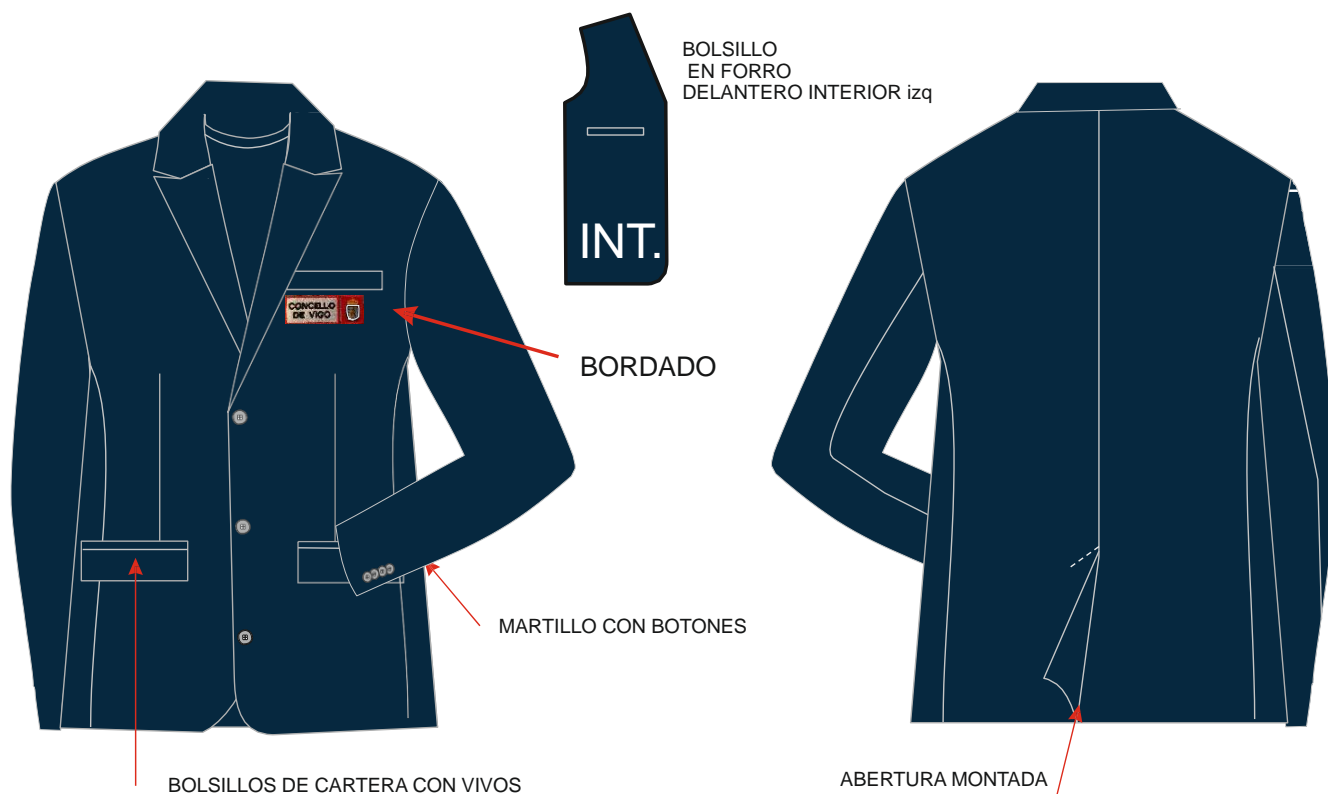 BOLSILLO
EN FORRO
DELANTERO INTERIOR izq
INT.
CONCELLO
DE VIGO
BORDADO
MARTILLO CON BOTONES
BOLSILLOS DE CARTERA CON VIVOS
ABERTURA MONTADA